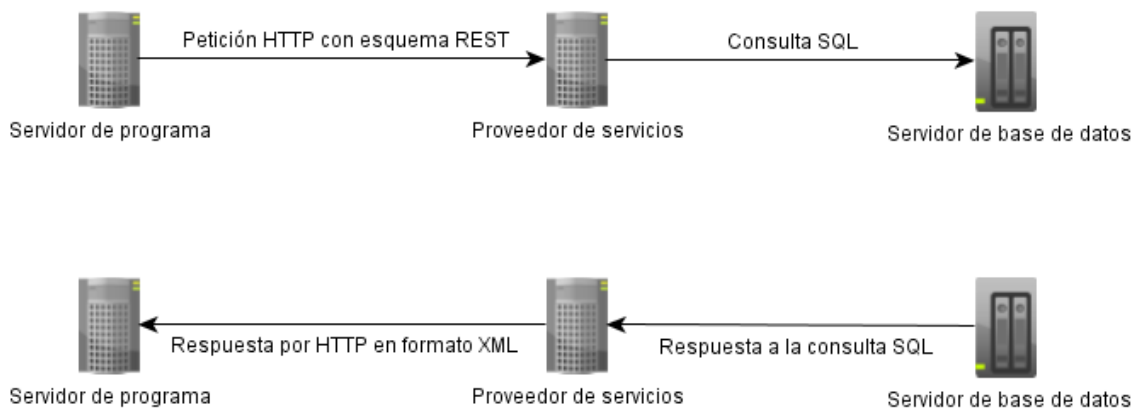 Petición HTTP con esquema REST
Consulta SQL
Servidor de programa
Proveedor de servicios
Servidor de base de datos
Respuesta por HTTP en formato XML
Respuesta a la consulta SQL
Servidor de programa
Proveedor de servicios
Servidor de base de datos